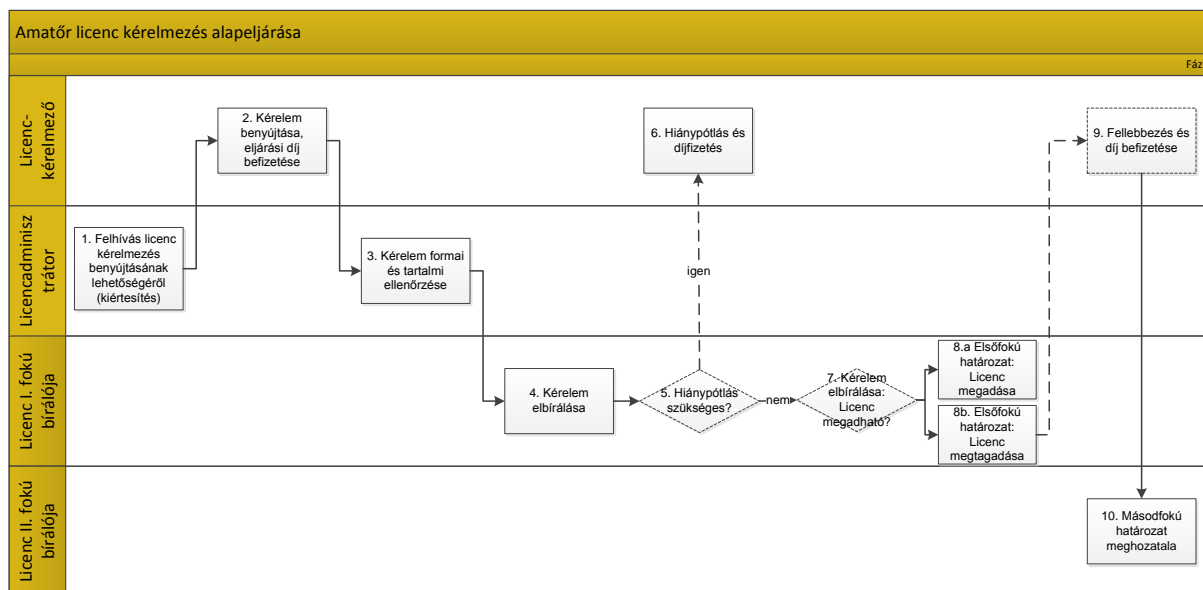 Amatőr licenc kérelmezés alapeljárása
Fáz
Licenc-
kérelmező
2. Kérelem
benyújtása,
eljárási díj
befizetése
6. Hiánypótlás és
díjfizetés
9. Fellebbezés és
díj befizetése
Licencadminisz
trátor
1. Felhívás licenc
kérelmezés
benyújtásának
lehetőségéről
(kiértesítés)
3. Kérelem formai
és tartalmi
ellenőrzése
igen
Licenc I. fokú
bírálója
4. Kérelem
elbírálása
5. Hiánypótlás
szükséges?
nem
7. Kérelem
elbírálása:
Licenc
megadható?
8.a Elsőfokú
határozat:
Licenc
megadása
8b. Elsőfokú
határozat:
Licenc
megtagadása
Licenc II. fokú
bírálója
10. Másodfokú
határozat
meghozatala